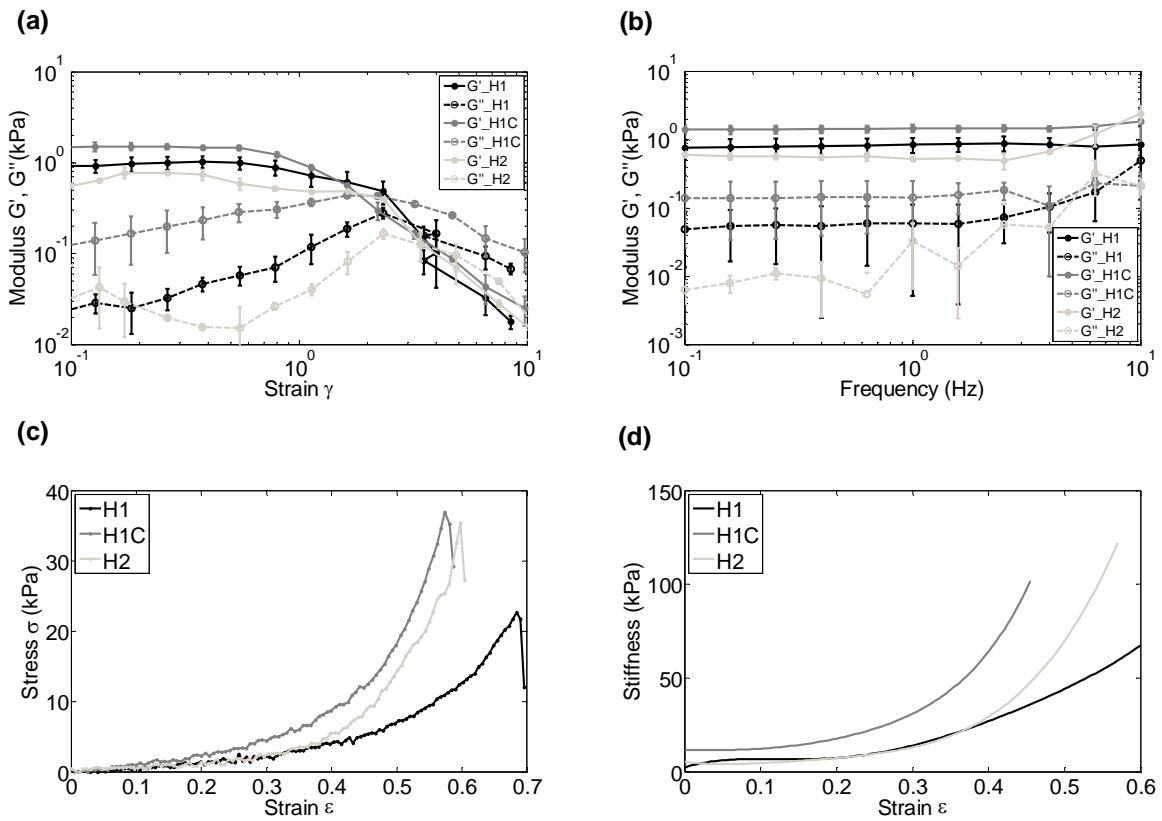 (a)
10^1
10^0
10^-1
10^-2
Modulus G', G''(kPa)
10^-1
10^0
10^1
Strain γ
G'_H1
G''_H1
G'_H1C
G''_H1C
G'_H2
G''_H2
(b)
10^1
10^0
10^-1
10^-2
10^-3
Modulus G', G''(kPa)
10^-1
10^0
10^1
Frequency (Hz)
G'_H1
G''_H1
G'_H1C
G''_H1C
G'_H2
G''_H2
(c)
40
30
20
10
0
Stress σ (kPa)
0 0.1 0.2 0.3 0.4 0.5 0.6 0.7
Strain ε
H1
H1C
H2
(d)
150
100
50
0
Stiffness (kPa)
0 0.1 0.2 0.3 0.4 0.5 0.6
Strain ε
H1
H1C
H2